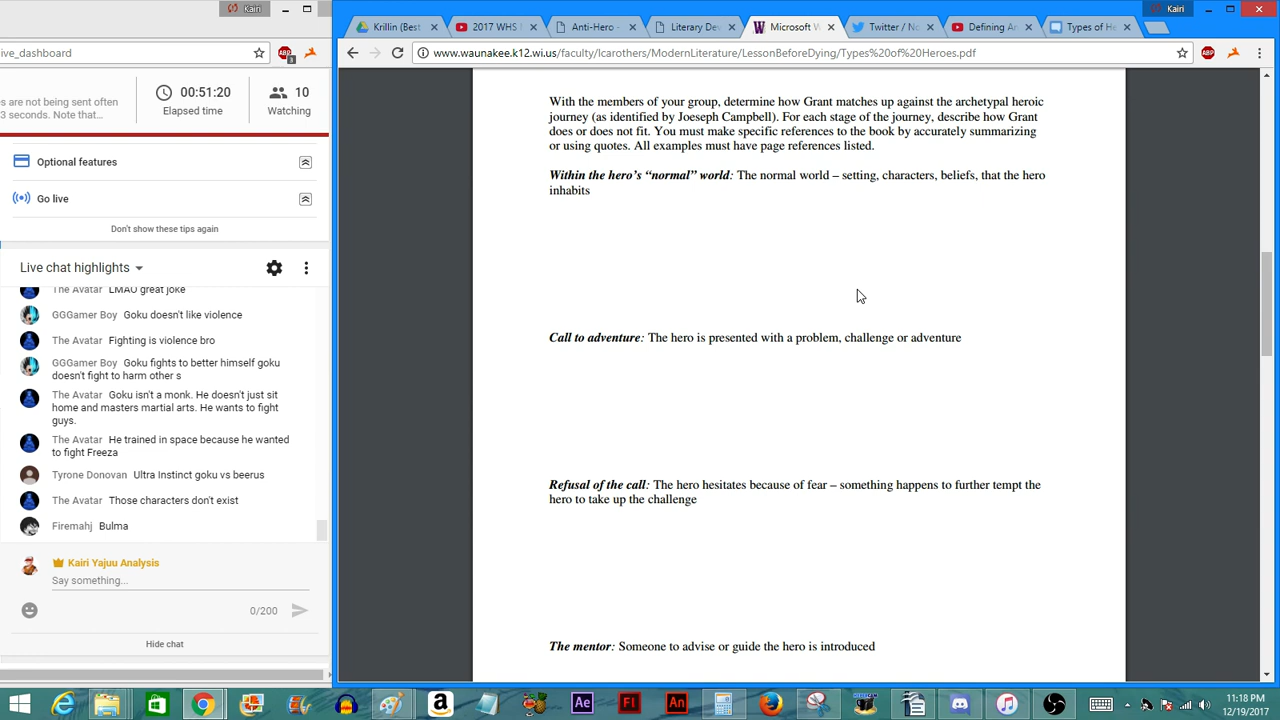 Kairi
ive_dashboard
es are not being sent often
3 seconds. Note that
00:51:20
Elapsed time
10
Watching
Optional features
Go live
Don't show these tips again
Live chat highlights
The Avatar LMAO great joke
GGGamer Boy Goku doesn't like violence
The Avatar Fighting is violence bro
GGGamer Boy Goku fights to better himself goku
doesn't fight to harm other s
The Avatar Goku isn't a monk. He doesn't just sit
home and masters martial arts. He wants to fight
guys.
The Avatar He trained in space because he wanted
to fight Freeza
Tyrone Donovan Ultra Instinct goku vs beerus
The Avatar Those characters don't exist
Firemahj Bulma
Kairi Yajuu Analysis
Say something...
0/200
Hide chat
Krillin (Best
2017 WHS
Anti-Hero -
Literary Dev
Microsoft W
Twitter / No
Defining An
Types of He
Kairi
www.waunakee.k12.wi.us/faculty/lcarothers/ModernLiterature/LessonBeforeDying/Types%20of%20Heroes.pdf
With the members of your group, determine how Grant matches up against the archetypal heroic
journey (as identified by Joeseph Campbell). For each stage of the journey, describe how Grant
does or does not fit. You must make specific references to the book by accurately summarizing
or using quotes. All examples must have page references listed.
Within the hero's "normal" world: The normal world – setting, characters, beliefs, that the hero
inhabits
Call to adventure: The hero is presented with a problem, challenge or adventure
Refusal of the call: The hero hesitates because of fear – something happens to further tempt the
hero to take up the challenge
The mentor: Someone to advise or guide the hero is introduced
Ae
Fl
An
11:18 PM
12/19/2017